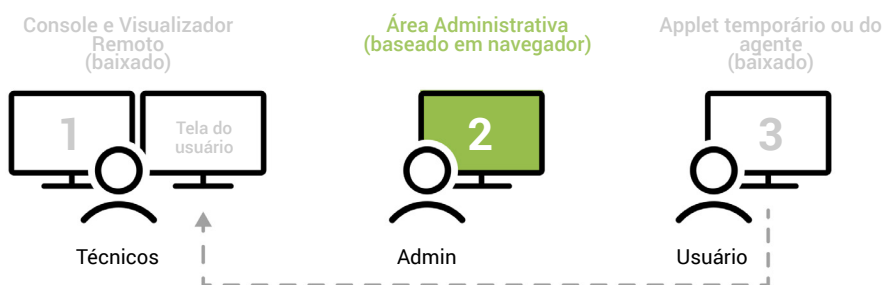 Console e Visualizador
Remoto
(baixado)
Área Administrativa
(baseado em navegador)
Applet temporário ou do
agente
(baixado)
1
Tela do
usuário
2
3
Técnicos
Admin
Usuário